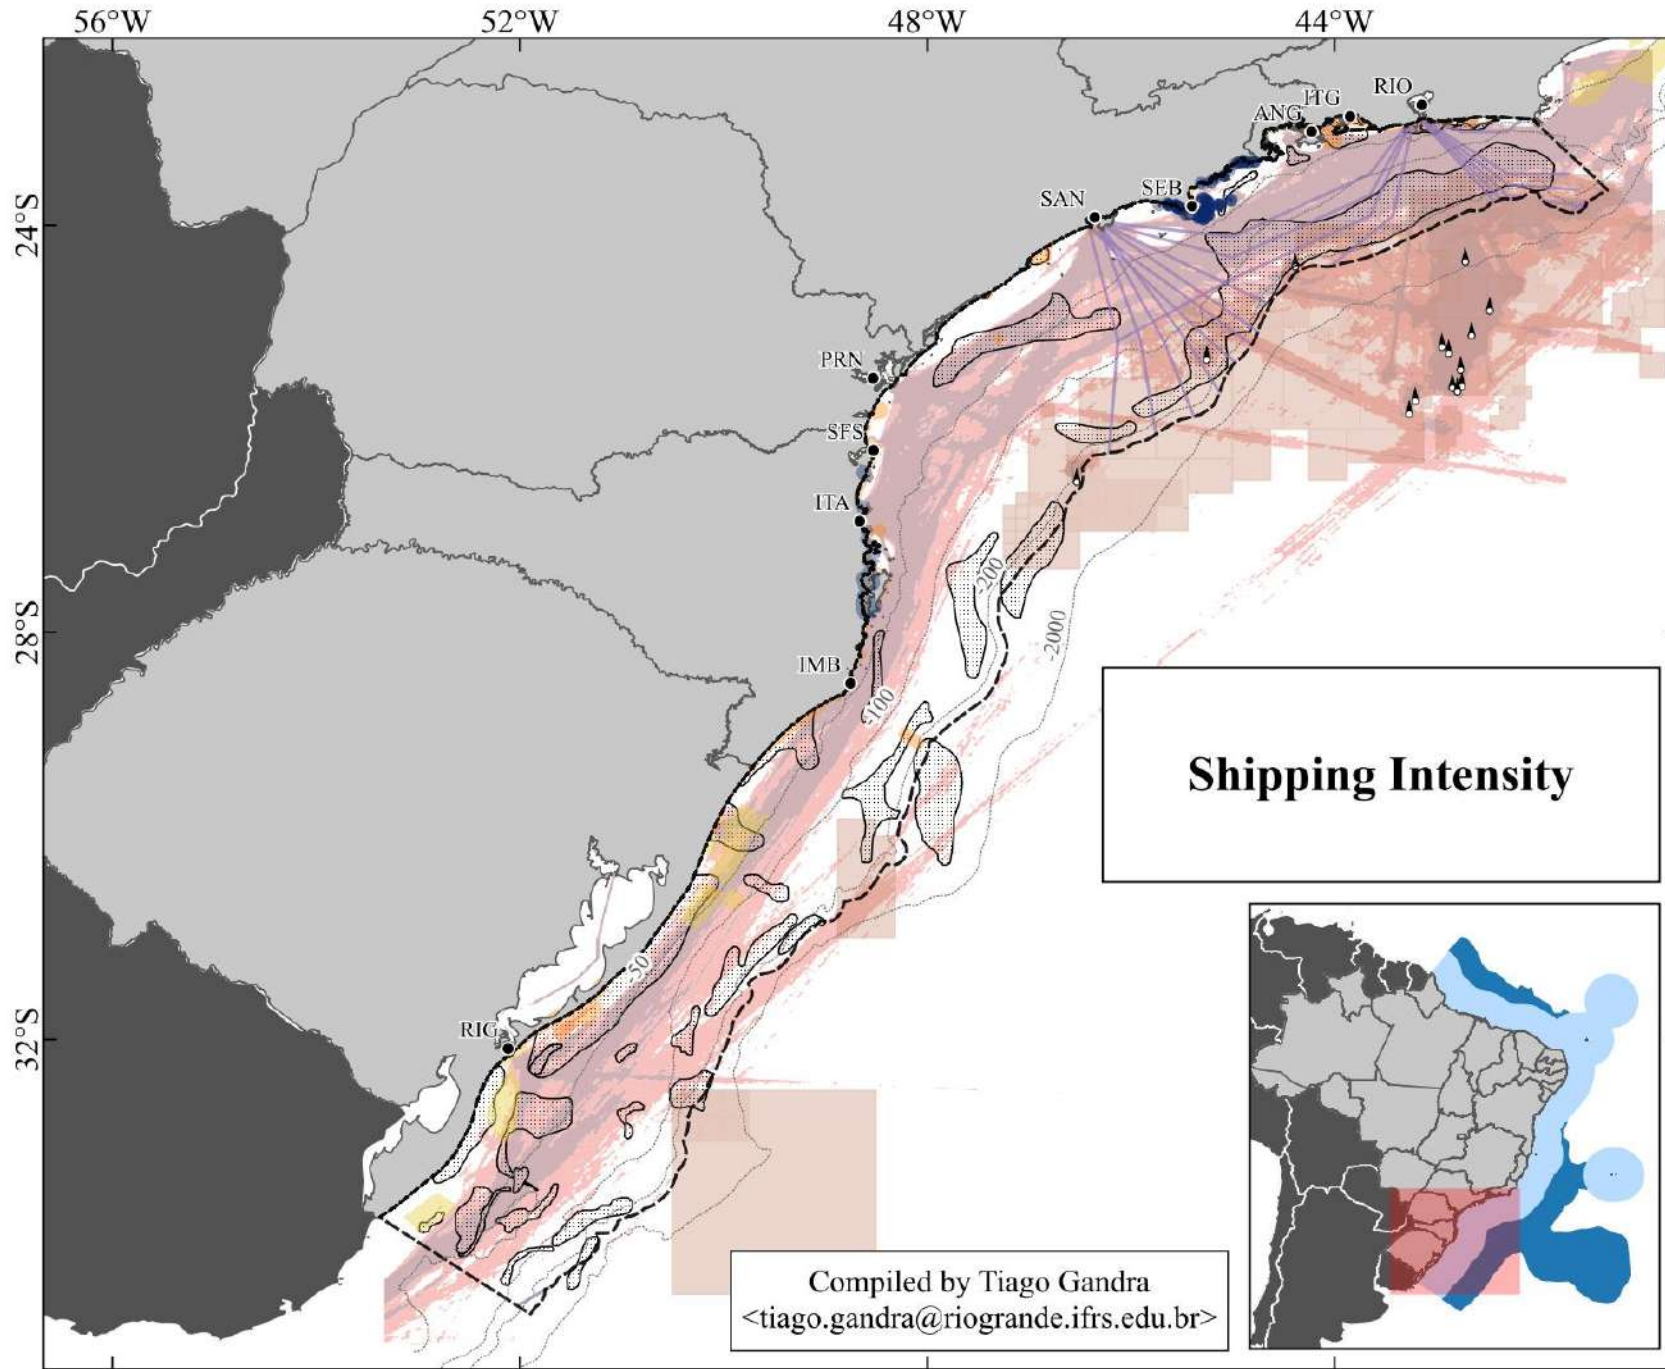 56°W 52°W 48°W 44°W
RIO
ITG
ANG
SEB
SAN
24°S
PRN
SFS
ITA
-200
28°S
-2000
IMB
-100
Shipping Intensity
-50
RIG
32°S
Compiled by Tiago Gandra
<tiago.gandra@riogrande.ifrs.edu.br>